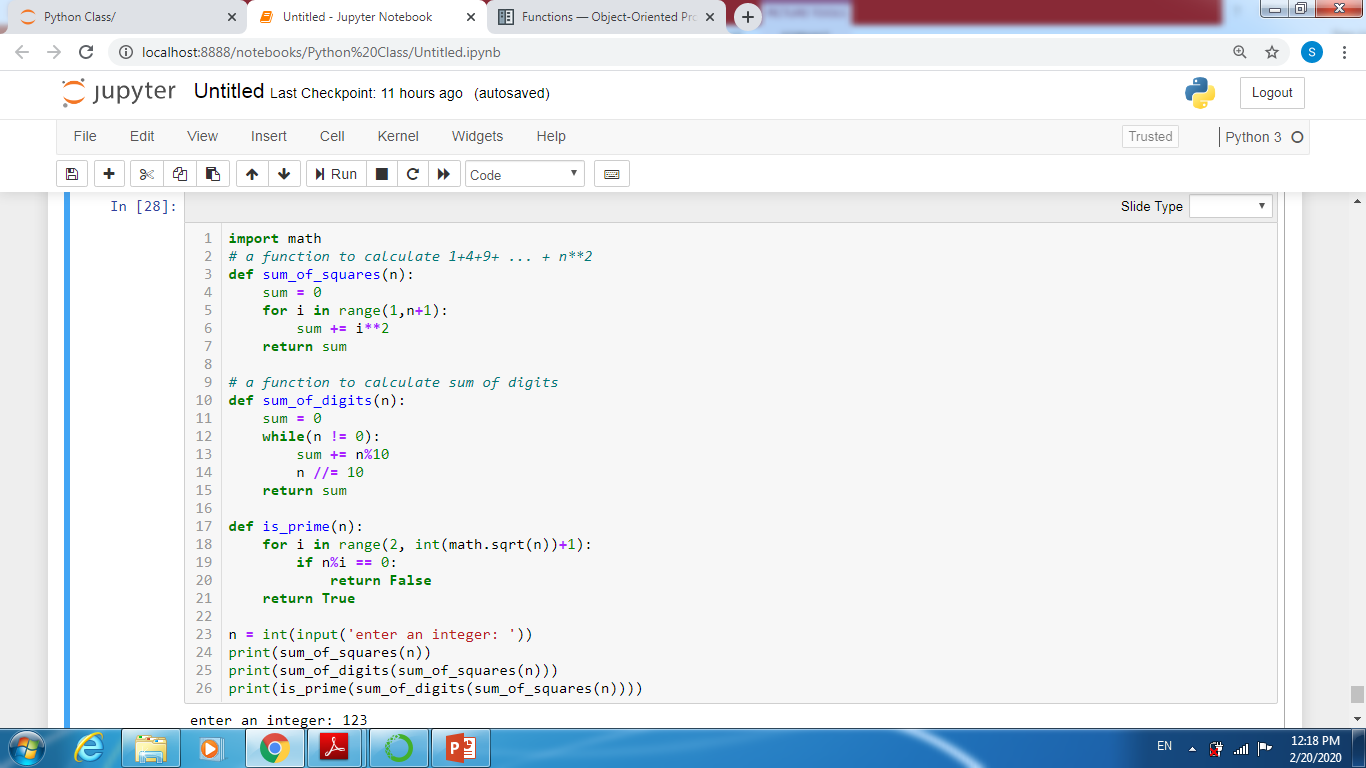 Python Class/
Untitled - Jupyter Notebook
Functions — Object-Oriented Pro
localhost:8888/notebooks/Python%20Class/Untitled.ipynb
S
jupyter Untitled Last Checkpoint: 11 hours ago (autosaved)
Logout
File Edit View Insert Cell Kernel Widgets Help
Trusted
Python 3
Run
Code
In [28]:
Slide Type
1 import math
2 # a function to calculate 1+4+9+ ... + n**2
3 def sum_of_squares(n):
4     sum = 0
5     for i in range(1,n+1):
6         sum += i**2
7     return sum
8
9 # a function to calculate sum of digits
10 def sum_of_digits(n):
11     sum = 0
12     while(n != 0):
13         sum += n%10
14         n //= 10
15     return sum
16
17 def is_prime(n):
18     for i in range(2, int(math.sqrt(n))+1):
19         if n%i == 0:
20             return False
21     return True
22
23 n = int(input('enter an integer: '))
24 print(sum_of_squares(n))
25 print(sum_of_digits(sum_of_squares(n)))
26 print(is_prime(sum_of_digits(sum_of_squares(n))))
enter an integer: 123
EN
12:18 PM
2/20/2020